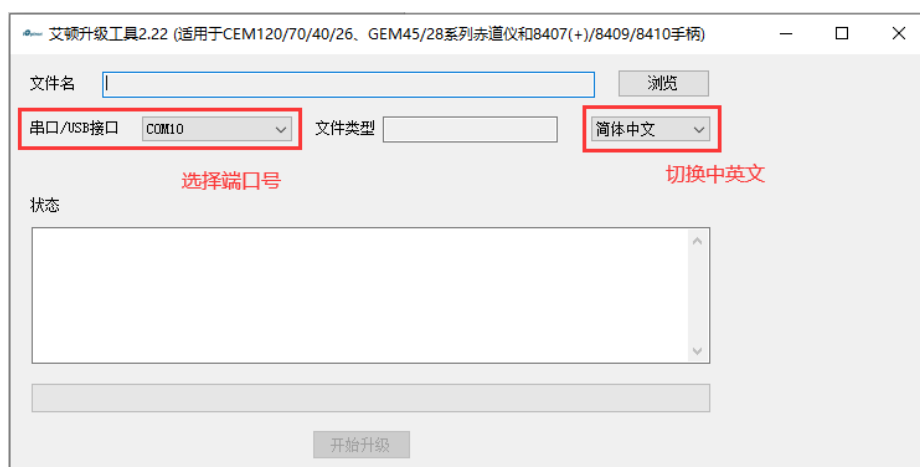 艾顿升级工具2.22 (适用于CEM120/70/40/26、GEM45/28系列赤道仪和8407(+)/8409/8410手柄)
文件名 浏览
串口/USB接口 COM10 文件类型 简体中文
选择端口号 切换中英文
状态
开始升级